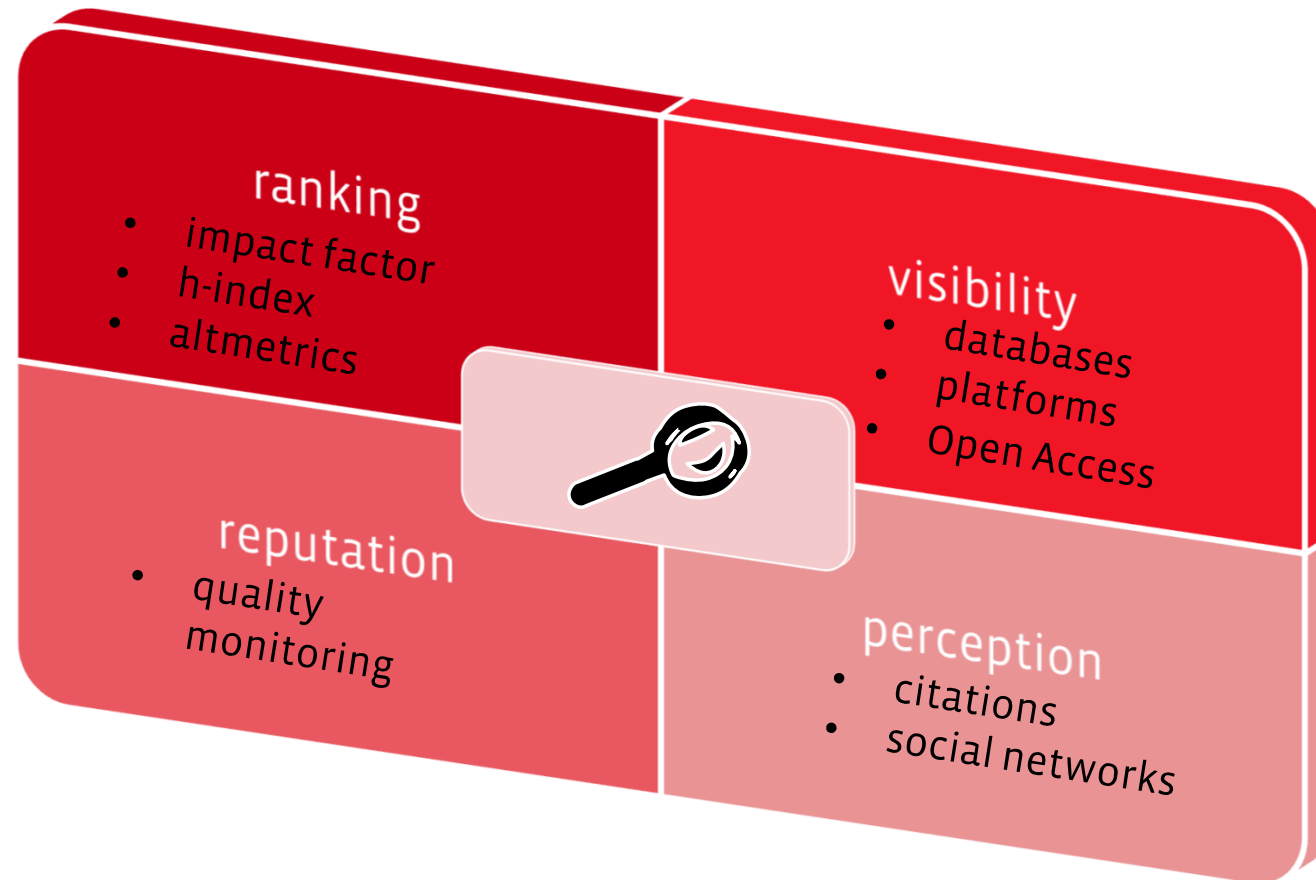 ranking
• impact factor
• h-index
• altmetrics
visibility
• databases
• platforms
• Open Access
reputation
• quality
monitoring
perception
• citations
• social networks